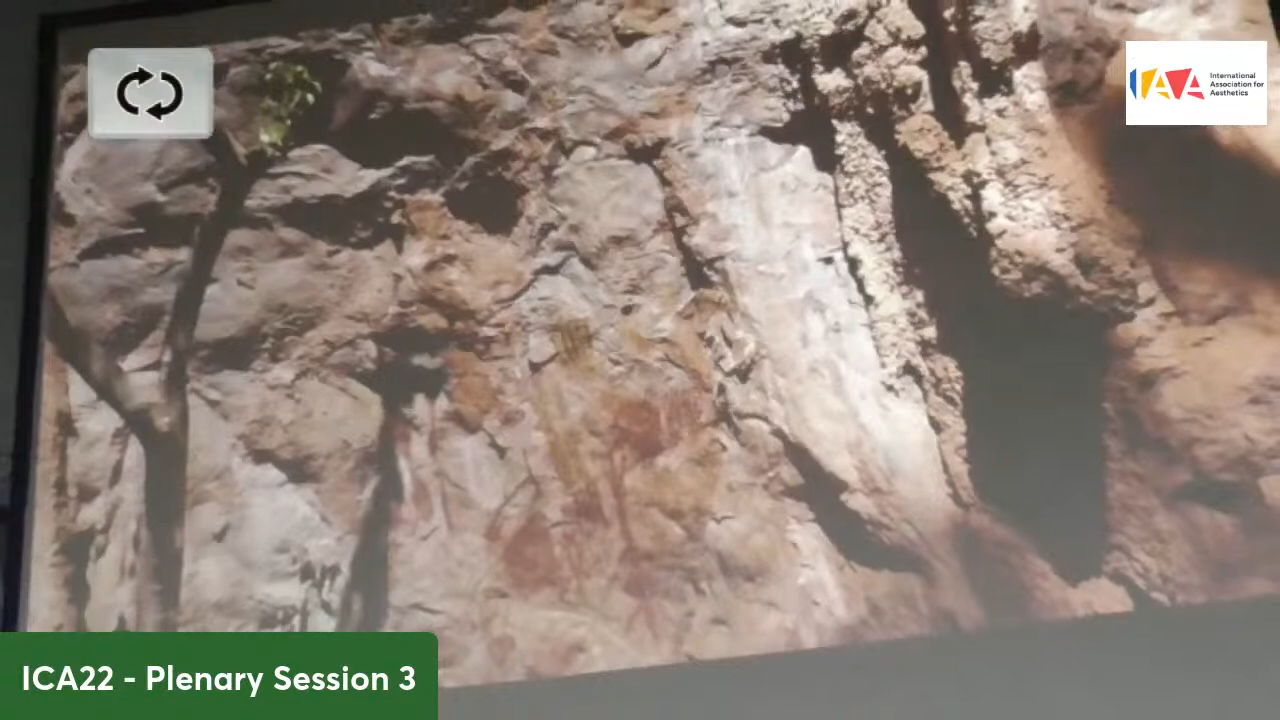 International
Association for
Aesthetics
ICA22 - Plenary Session 3